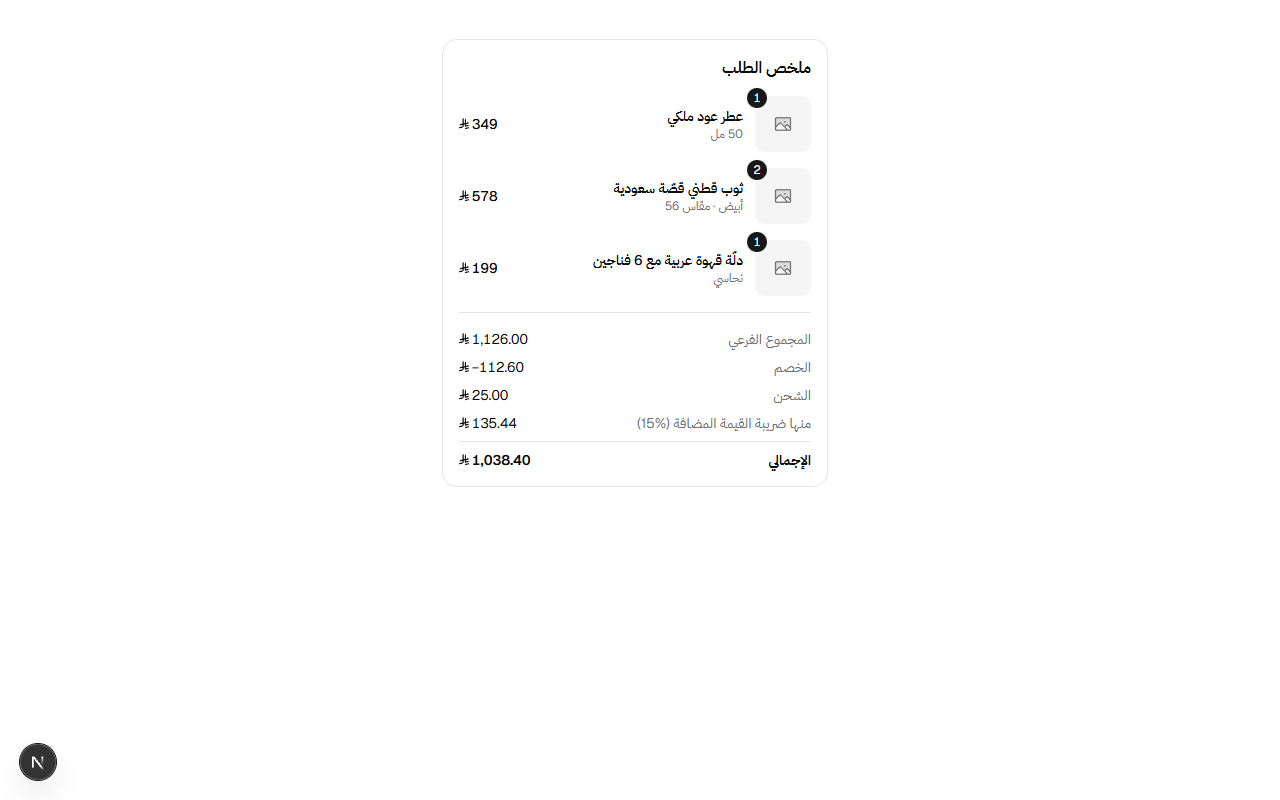 ملخص الطلب
1
عطر عود ملكي
50 مل
⃁ 349
2
ثوب قطني قصّة سعودية
أبيض · مقاس 56
⃁ 578
1
دلّة قهوة عربية مع 6 فناجين
نحاسي
⃁ 199
المجموع الفرعي ⃁ 1,126.00
الخصم ⃁ −112.60
الشحن ⃁ 25.00
منها ضريبة القيمة المضافة (15%) ⃁ 135.44
الإجمالي ⃁ 1,038.40
N